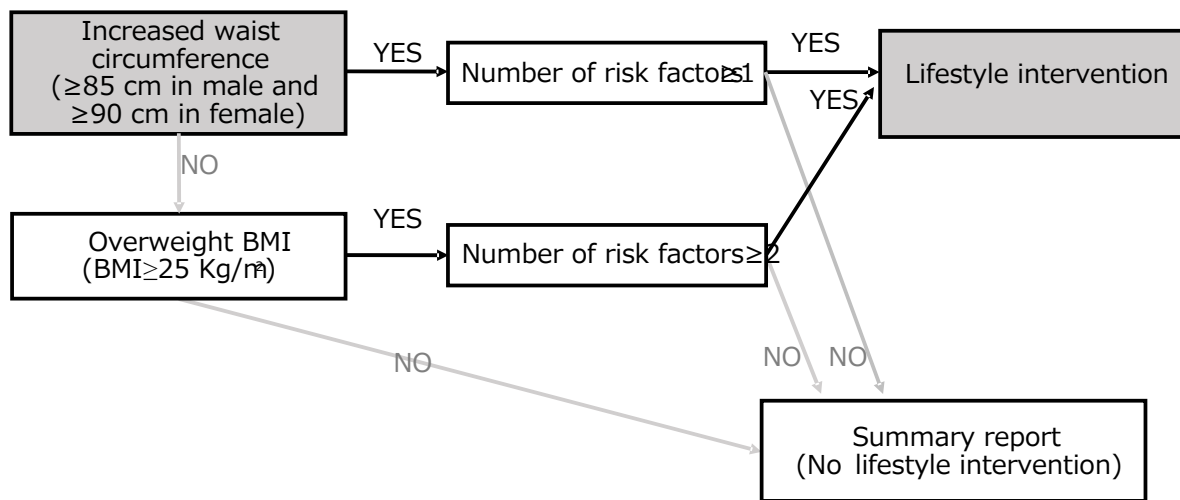 Increased waist
circumference
(≥85 cm in male and
≥90 cm in female)
YES
Number of risk factors≥1
YES
YES
Lifestyle intervention
NO
Overweight BMI
(BMI≥25 Kg/m²)
YES
Number of risk factors≥2
NO
NO
NO
Summary report
(No lifestyle intervention)